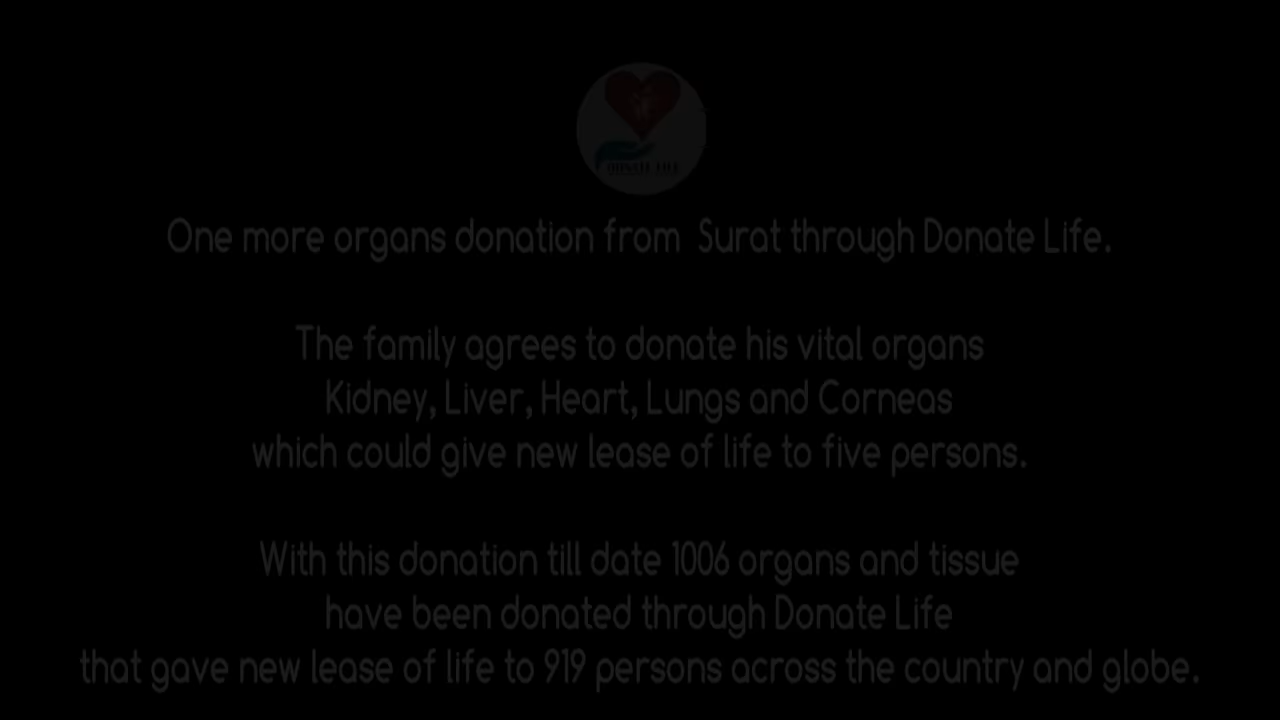 DONATE LIFE
One more organs donation from Surat through Donate Life.
The family agrees to donate his vital organs
Kidney, Liver, Heart, Lungs and Corneas
which could give new lease of life to five persons.
With this donation till date 1006 organs and tissue
have been donated through Donate Life
that gave new lease of life to 919 persons across the country and globe.